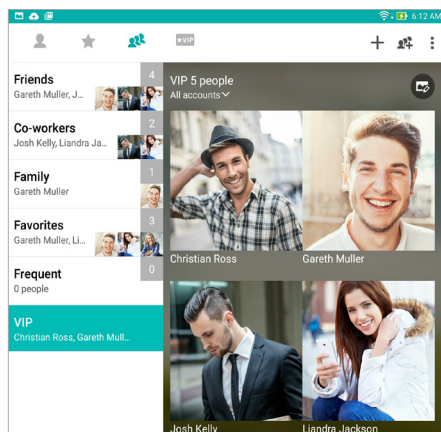 6:12 AM
VIP
Friends
4
Gareth Muller, J...
Co-workers
2
Josh Kelly, Liandra Ja...
Family
1
Gareth Muller
Favorites
3
Gareth Muller, Li...
Frequent
0
0 people
VIP
Christian Ross, Gareth Mull..
VIP 5 people
All accounts
Christian Ross
Gareth Muller
Josh Kelly
Liandra Jackson